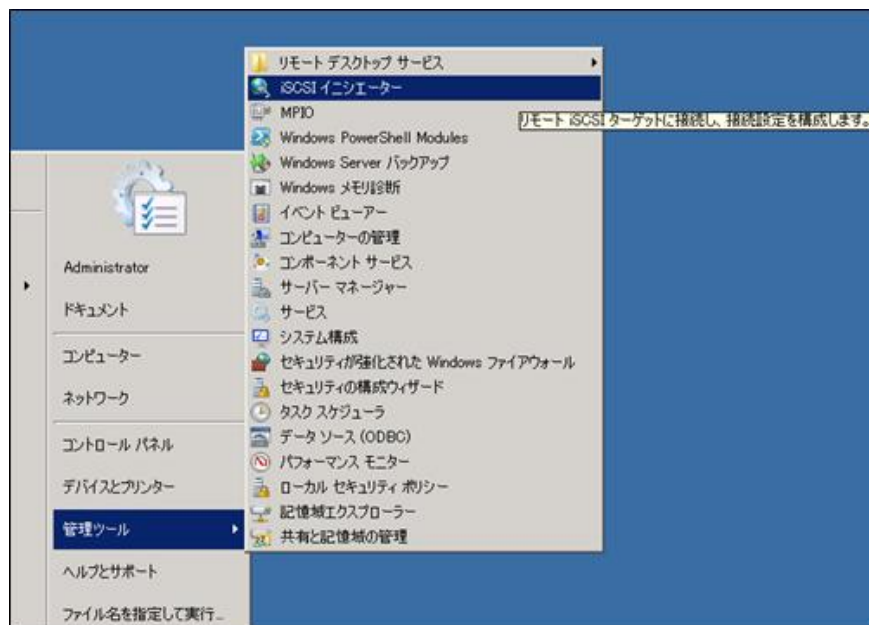 リモート デスクトップ サービス
iSCSI イニシエーター
MPIO
リモート iSCSI ターゲットに接続し、接続設定を構成します。
Windows PowerShell Modules
Windows Server バックアップ
Windows メモリ診断
イベント ビューアー
コンピューターの管理
コンポーネント サービス
サーバー マネージャー
サービス
システム構成
セキュリティが強化された Windows ファイアウォール
セキュリティの構成ウィザード
タスク スケジューラ
データ ソース (ODBC)
パフォーマンス モニター
ローカル セキュリティ ポリシー
記憶域エクスプローラー
共有と記憶域の管理
Administrator
ドキュメント
コンピューター
ネットワーク
コントロール パネル
デバイスとプリンター
管理ツール
ヘルプとサポート
ファイル名を指定して実行...